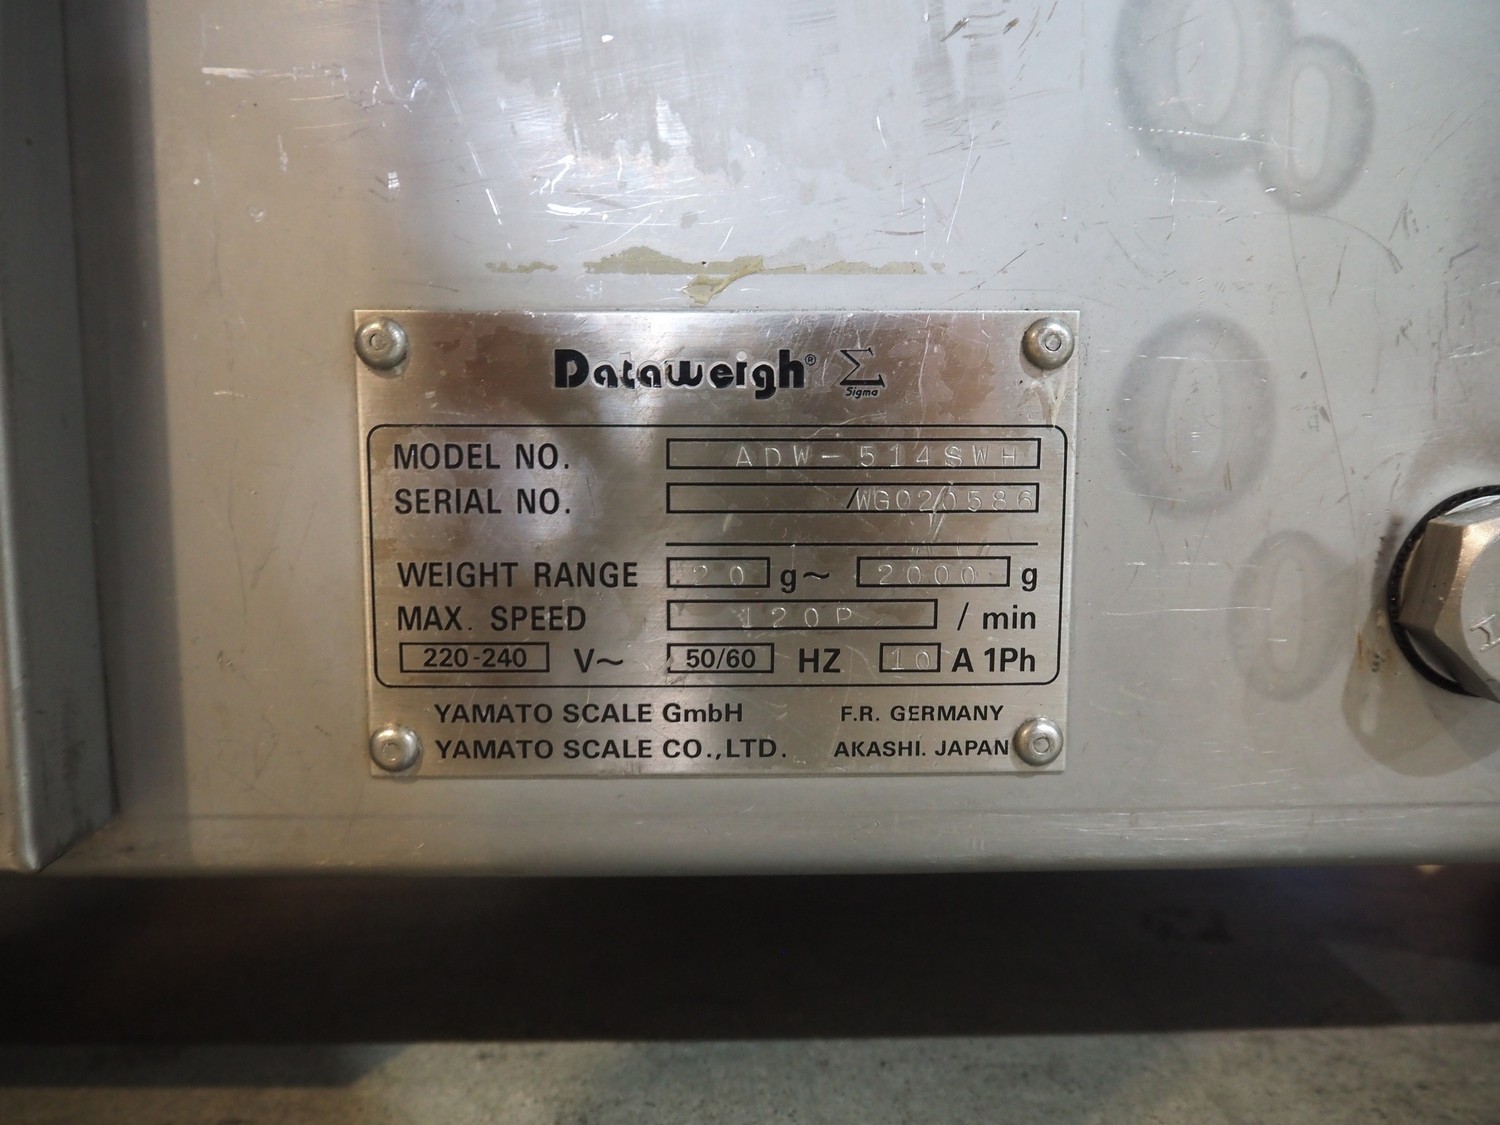 Dataweigh® Σ
Sigma
MODEL NO. ADW-514SWH
SERIAL NO. /WG020586
WEIGHT RANGE 20 g~ 2000 g
MAX. SPEED 120P / min
220-240 V~ 50/60 HZ 10 A 1Ph
YAMATO SCALE GmbH F.R. GERMANY
YAMATO SCALE CO.,LTD. AKASHI. JAPAN